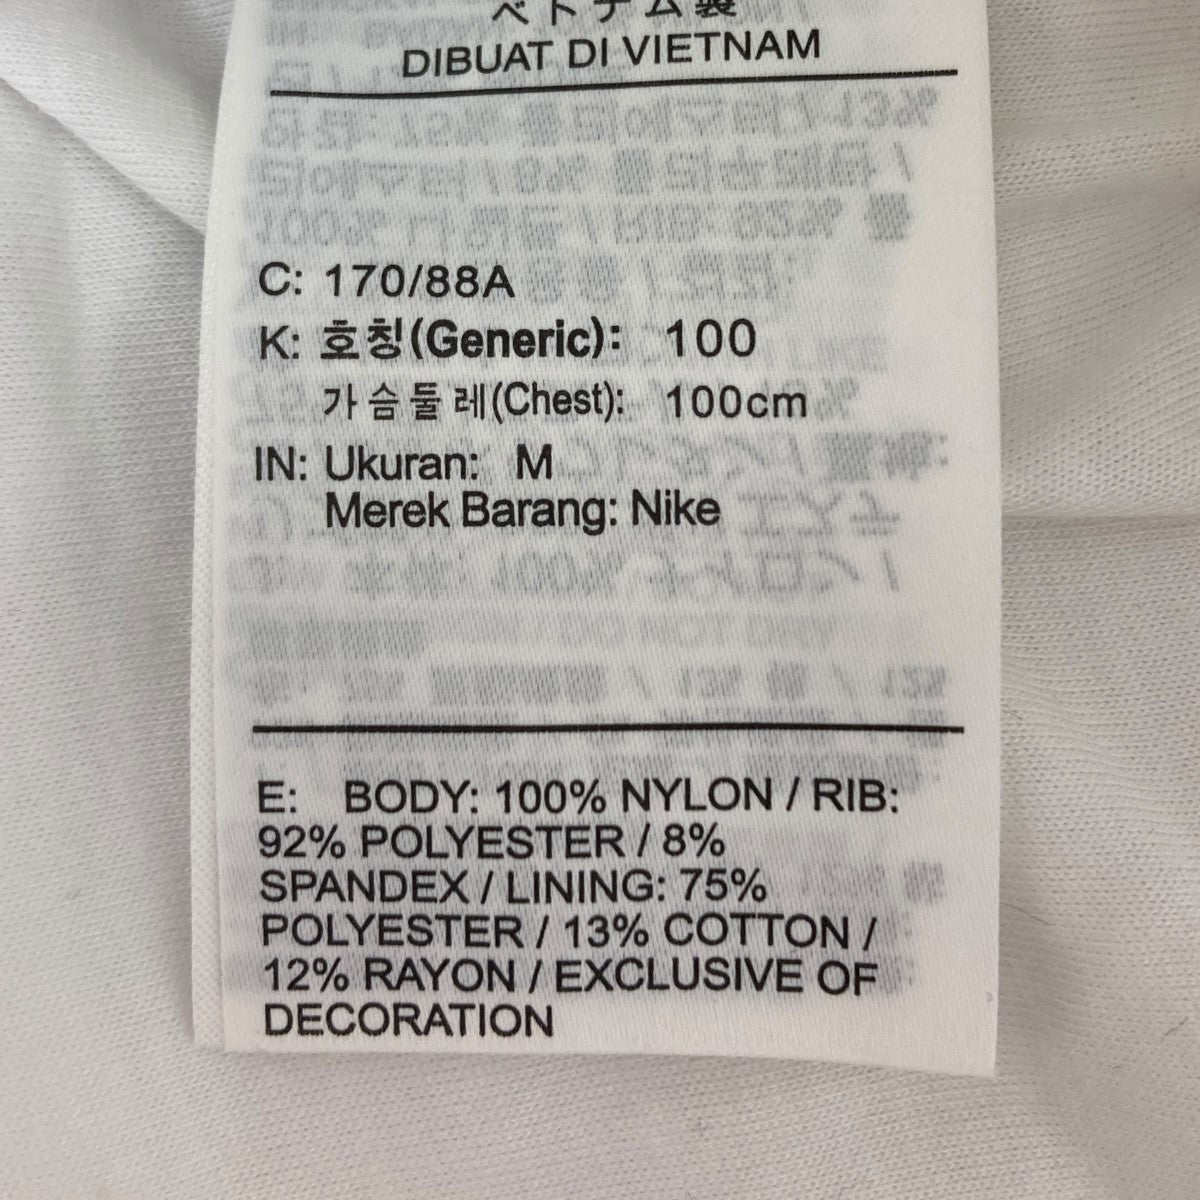 ベトナム製
DIBUAT DI VIETNAM
C: 170/88A
K: 호칭(Generic): 100
가슴둘레(Chest): 100cm
IN: Ukuran: M
Merek Barang: Nike
E: BODY: 100% NYLON / RIB:
92% POLYESTER / 8%
SPANDEX / LINING: 75%
POLYESTER / 13% COTTON /
12% RAYON / EXCLUSIVE OF
DECORATION